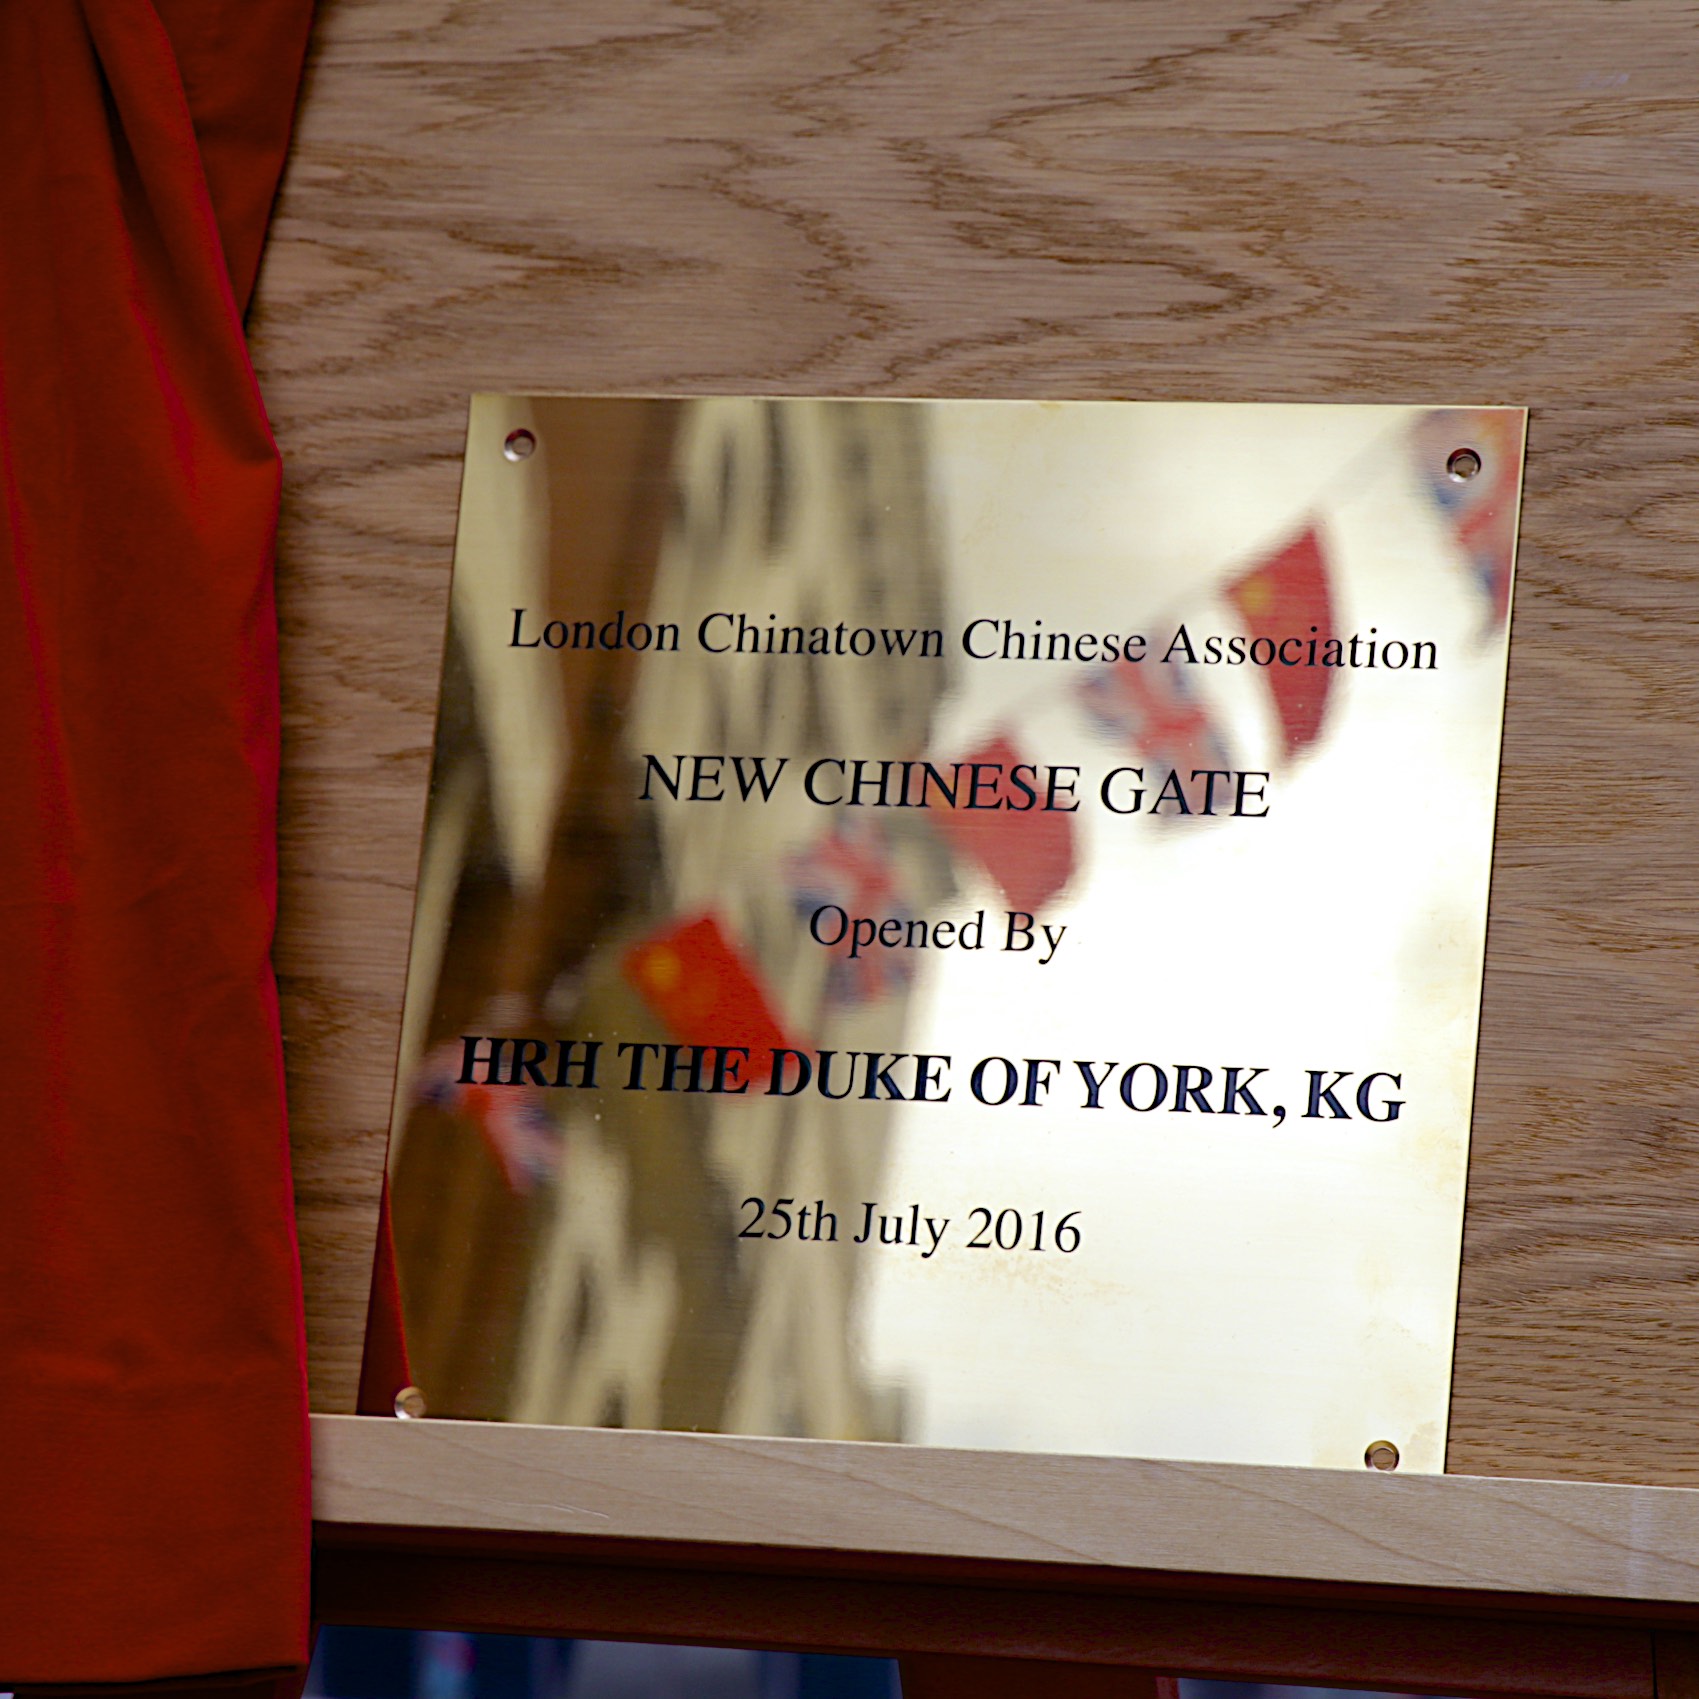 London Chinatown Chinese Association
NEW CHINESE GATE
Opened By
HRH THE DUKE OF YORK, KG
25th July 2016